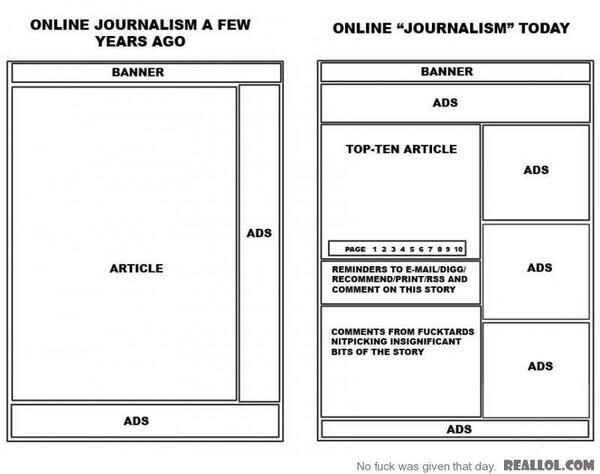 ONLINE JOURNALISM A FEW
YEARS AGO
BANNER
ARTICLE
ADS
ADS
ONLINE “JOURNALISM” TODAY
BANNER
ADS
TOP-TEN ARTICLE
PAGE 1 2 3 4 5 6 7 8 9 10
REMINDERS TO E-MAIL/DIGG/
RECOMMEND/PRINT/RSS AND
COMMENT ON THIS STORY
COMMENTS FROM FUCKTARDS
NITPICKING INSIGNIFICANT
BITS OF THE STORY
ADS
ADS
ADS
ADS
No fuck was given that day. REALLOL.COM